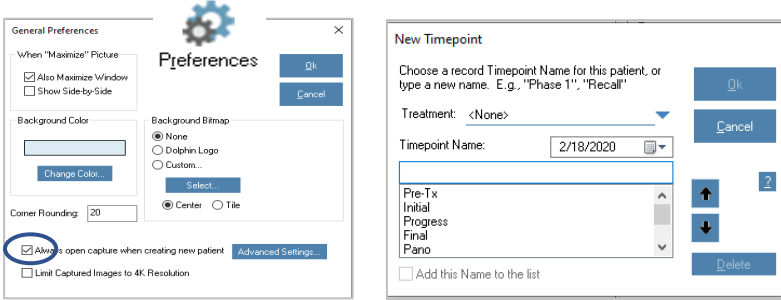 General Preferences
Preferences
When "Maximize" Picture
Also Maximize Window
Show Side-by-Side
Ok
Cancel
Background Color
Change Color...
Background Bitmap
None
Dolphin Logo
Custom...
Select...
Center
Tile
Corner Rounding: 20
Always open capture when creating new patient
Advanced Settings...
Limit Captured Images to 4K Resolution
New Timepoint
Choose a record Timepoint Name for this patient, or
type a new name. E.g., "Phase 1", "Recall"
Ok
Treatment: <None>
Cancel
Timepoint Name: 2/18/2020
?
Pre-Tx
Initial
Progress
Final
Pano
Add this Name to the list
Delete